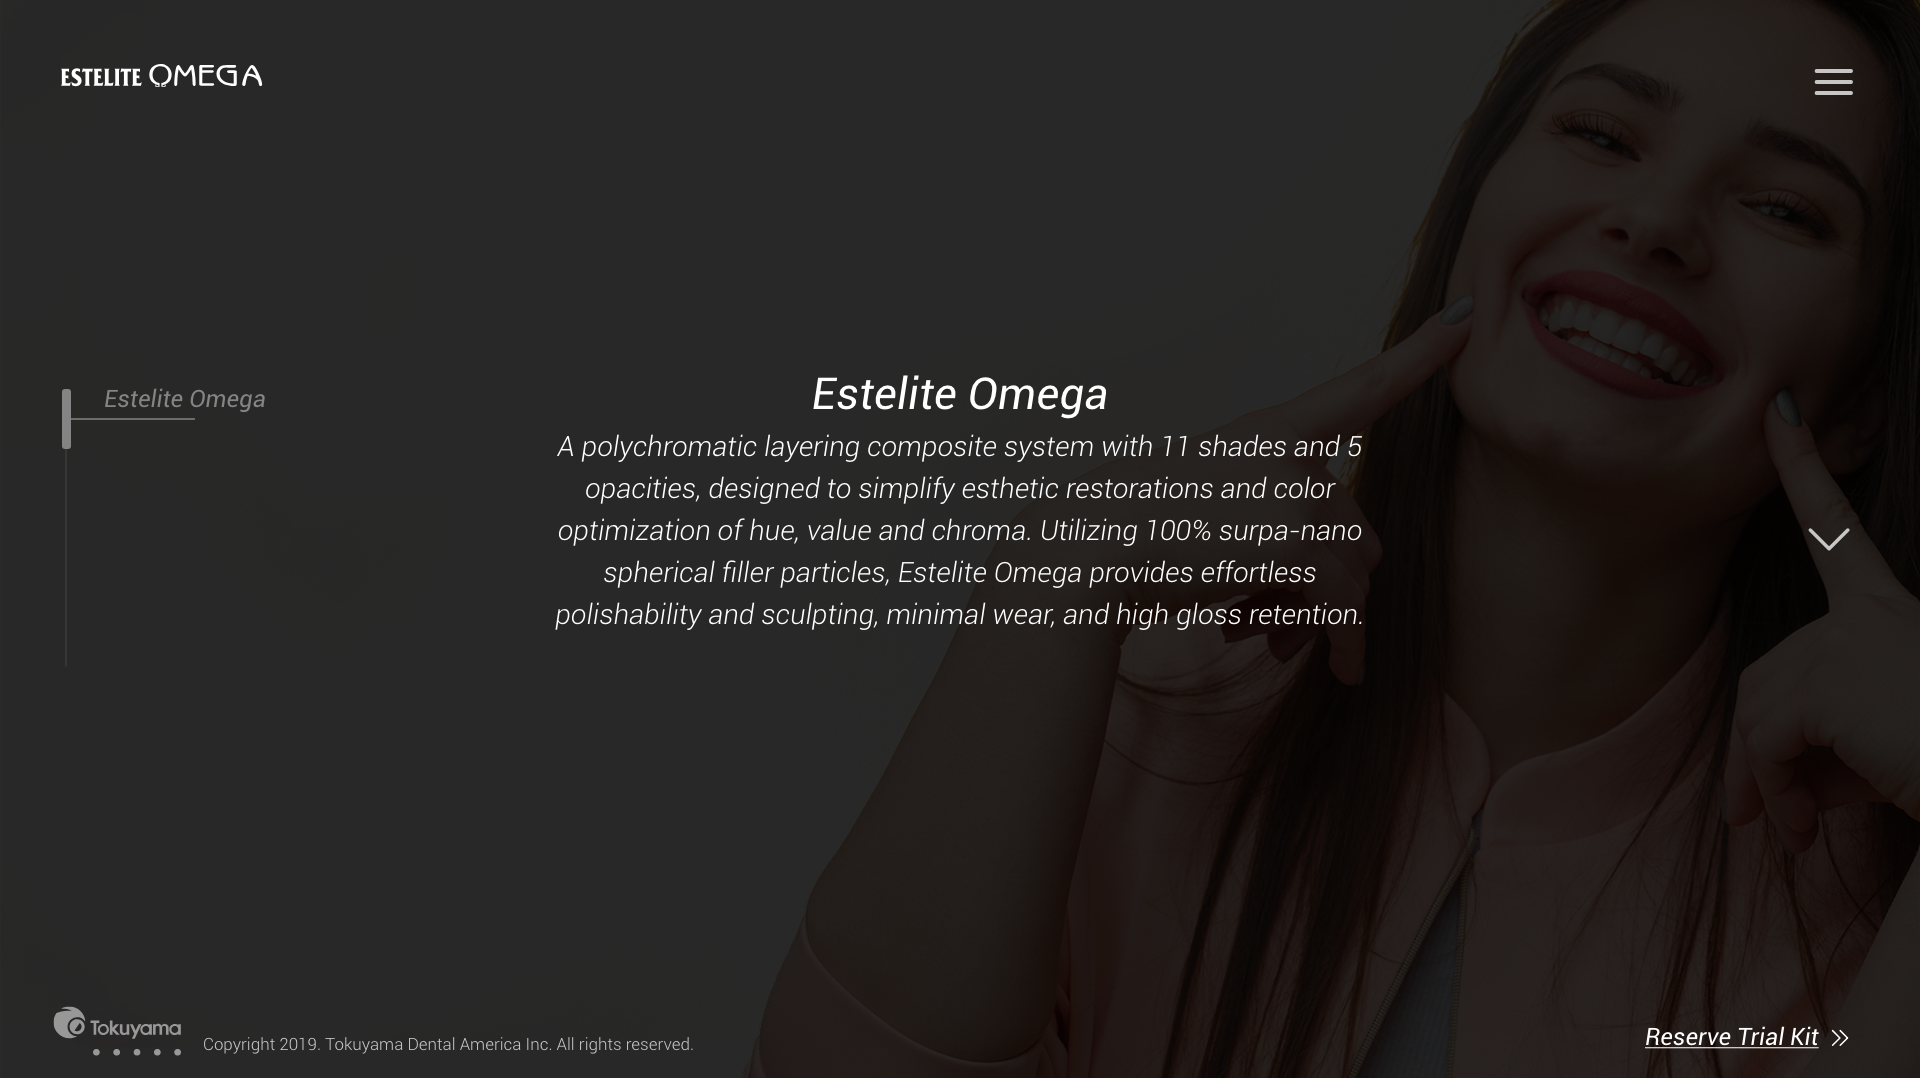 ESTELITE OMEGA
Estelite Omega
Estelite Omega
A polychromatic layering composite system with 11 shades and 5
opacities, designed to simplify esthetic restorations and color
optimization of hue, value and chroma. Utilizing 100% surpa-nano
spherical filler particles, Estelite Omega provides effortless
polishability and sculpting, minimal wear, and high gloss retention.
Tokuyama
Copyright 2019. Tokuyama Dental America Inc. All rights reserved.
Reserve Trial Kit